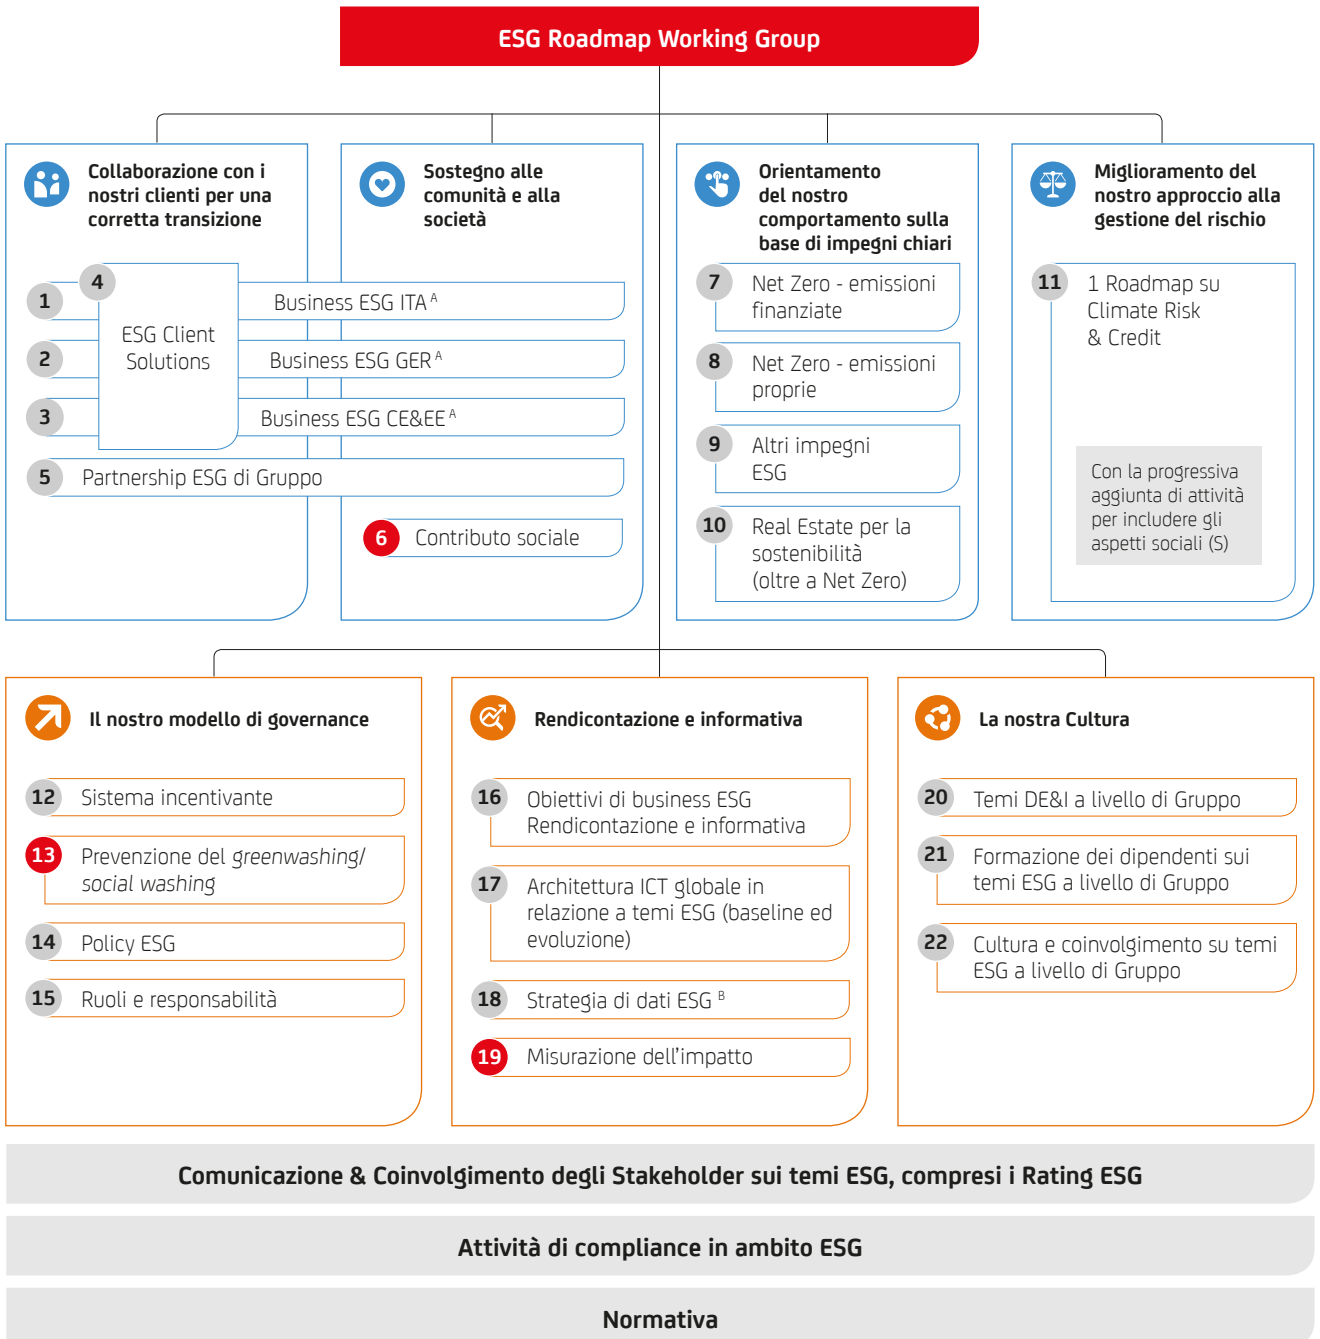 ESG Roadmap Working Group
Collaborazione con i
nostri clienti per una
corretta transizione
Sostegno alle
comunità e alla
società
Orientamento
del nostro
comportamento sulla
base di impegni chiari
Miglioramento del
nostro approccio alla
gestione del rischio
1
Business ESG ITA A
2
Business ESG GER A
3
Business ESG CE&EE A
4
ESG Client
Solutions
5
Partnership ESG di Gruppo
6
Contributo sociale
7
Net Zero - emissioni
finanziate
8
Net Zero - emissioni
proprie
9
Altri impegni
ESG
10
Real Estate per la
sostenibilità
(oltre a Net Zero)
11
1 Roadmap su
Climate Risk
& Credit
Con la progressiva
aggiunta di attività
per includere gli
aspetti sociali (S)
Il nostro modello di governance
12
Sistema incentivante
13
Prevenzione del greenwashing/
social washing
14
Policy ESG
15
Ruoli e responsabilità
Rendicontazione e informativa
16
Obiettivi di business ESG
Rendicontazione e informativa
17
Architettura ICT globale in
relazione a temi ESG (baseline ed
evoluzione)
18
Strategia di dati ESG B
19
Misurazione dell'impatto
La nostra Cultura
20
Temi DE&I a livello di Gruppo
21
Formazione dei dipendenti sui
temi ESG a livello di Gruppo
22
Cultura e coinvolgimento su temi
ESG a livello di Gruppo
Comunicazione & Coinvolgimento degli Stakeholder sui temi ESG, compresi i Rating ESG
Attività di compliance in ambito ESG
Normativa